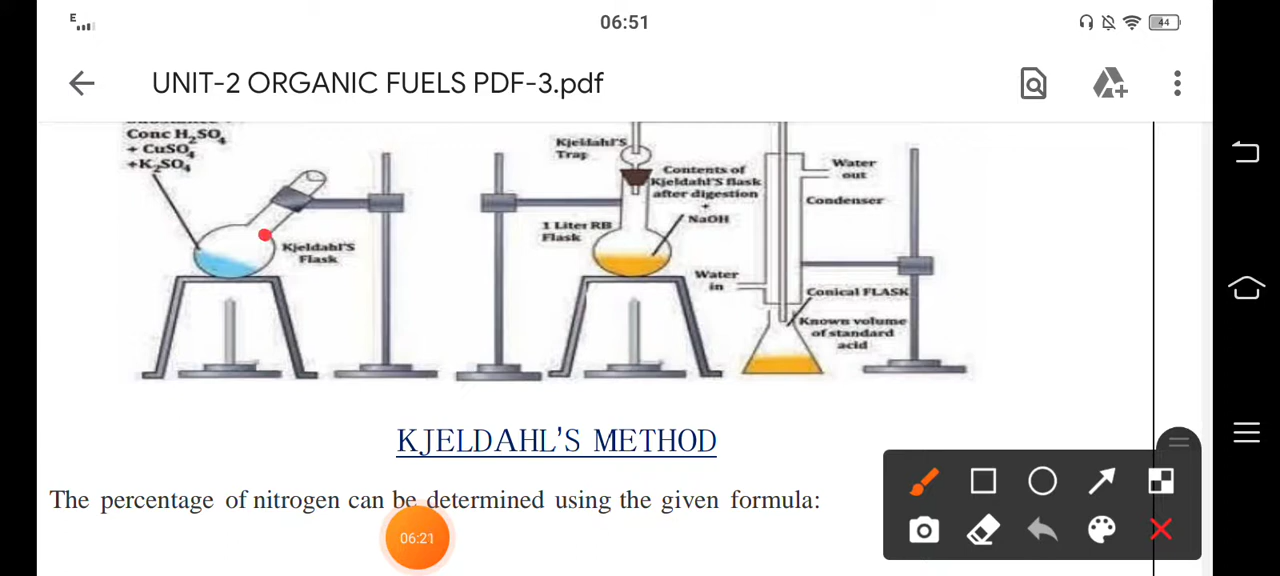 E
06:51
44
UNIT-2 ORGANIC FUELS PDF-3.pdf
Conc H₂SO₄
+ CuSO₄
+K₂SO₄
Kjeldahl'S
Flask
Kjeldahl'S
Trap
1 Liter RB
Flask
Contents of
Kjeldahl'S flask
after digestion
+
NaOH
Water
out
Condenser
Water
in
Conical FLASK
Known volume
of standard
acid
KJELDAHL'S METHOD
The percentage of nitrogen can be determined using the given formula:
06:21